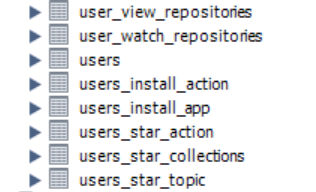 user_view_repositories
user_watch_repositories
users
users_install_action
users_install_app
users_star_action
users_star_collections
users_star_topic